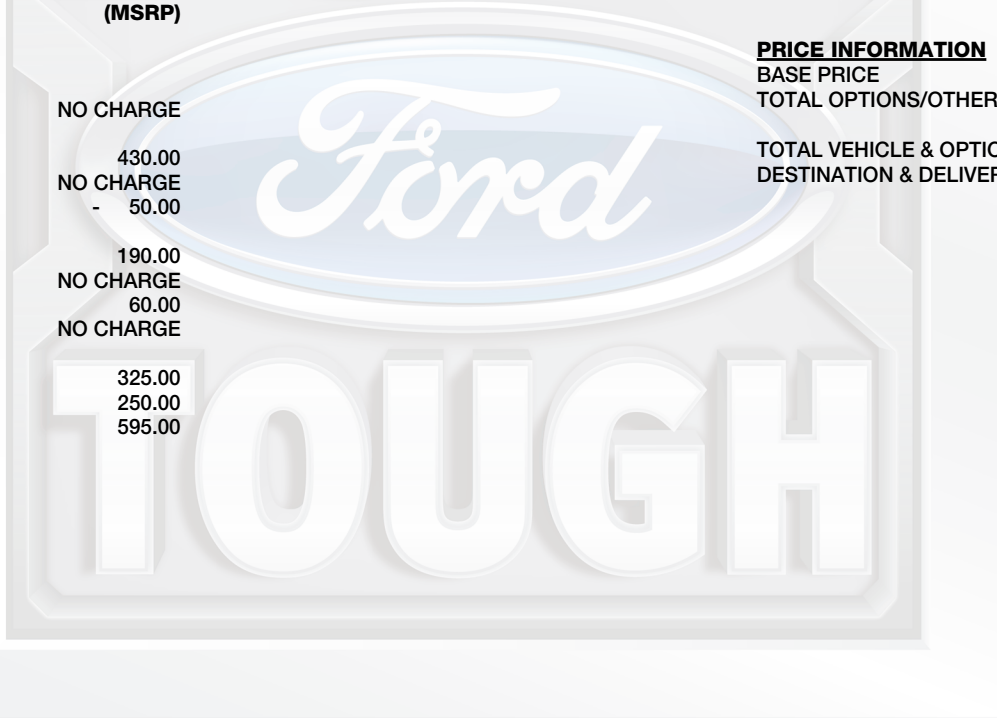 (MSRP)
NO CHARGE
430.00
NO CHARGE
- 50.00
190.00
NO CHARGE
60.00
NO CHARGE
325.00
250.00
595.00
PRICE INFORMATION
BASE PRICE
TOTAL OPTIONS/OTHER
TOTAL VEHICLE & OPTIO
DESTINATION & DELIVER
Ford
TOUGH